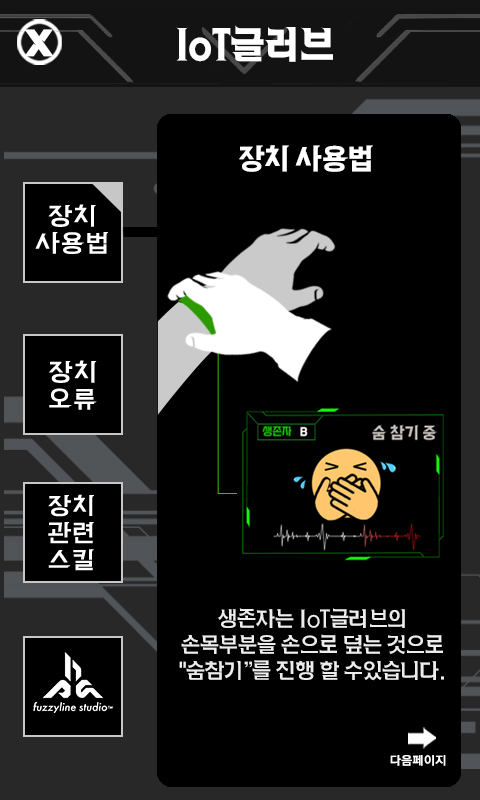 X
IoT글러브
장치 사용법
장치
사용법
장치
오류
장치
관련
스킬
fuzzyline studio™
생존자 B
숨 참기 중
생존자는 IoT글러브의
손목부분을 손으로 덮는 것으로
"숨참기"를 진행 할 수있습니다.
다음페이지